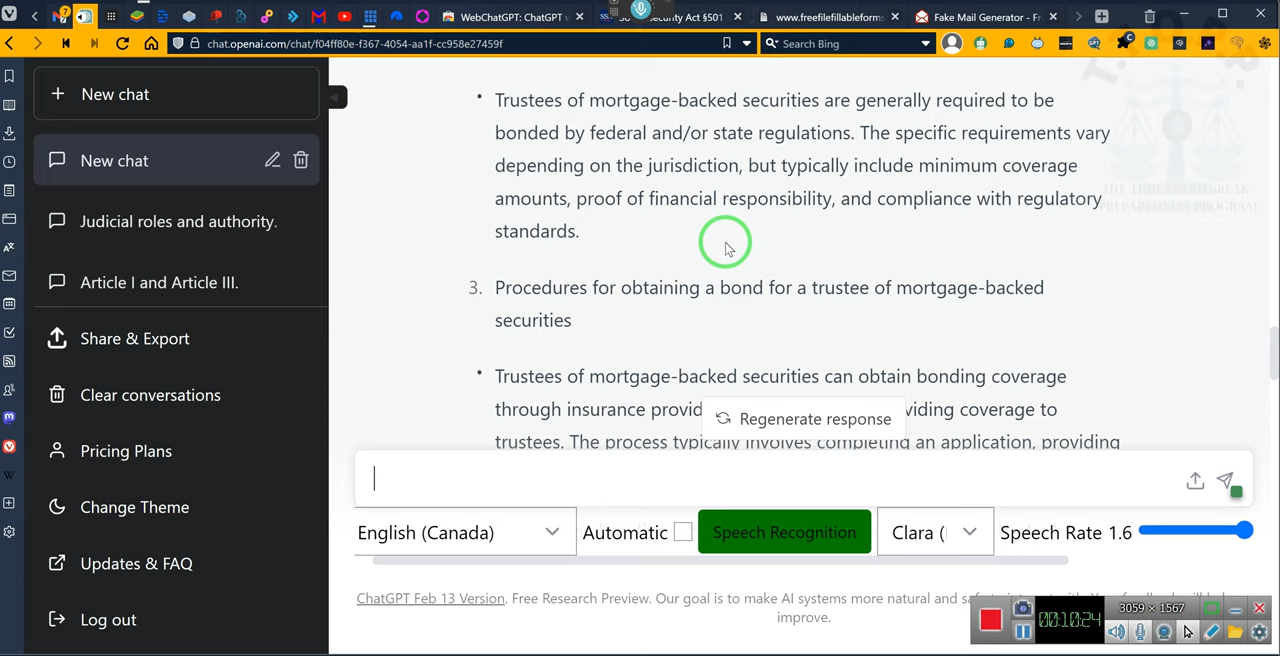 WebChatGPT: ChatGPT v
Security Act §501
www.freefilefillableforms
Fake Mail Generator - Fr
chat.openai.com/chat/f04ff80e-f367-4054-aa1f-cc958e27459f
Search Bing
New chat
New chat
Judicial roles and authority.
Article I and Article III.
Share & Export
Clear conversations
Pricing Plans
Change Theme
Updates & FAQ
Log out
• Trustees of mortgage-backed securities are generally required to be
bonded by federal and/or state regulations. The specific requirements vary
depending on the jurisdiction, but typically include minimum coverage
amounts, proof of financial responsibility, and compliance with regulatory
standards.
3. Procedures for obtaining a bond for a trustee of mortgage-backed
securities
• Trustees of mortgage-backed securities can obtain bonding coverage
through insurance provid
viding coverage to
Regenerate response
trustees. The process typically involves completing an application, providing
English (Canada)
Automatic
Speech Recognition
Clara (
Speech Rate 1.6
ChatGPT Feb 13 Version. Free Research Preview. Our goal is to make AI systems more natural and
improve.
3059 × 1567
00:10:24